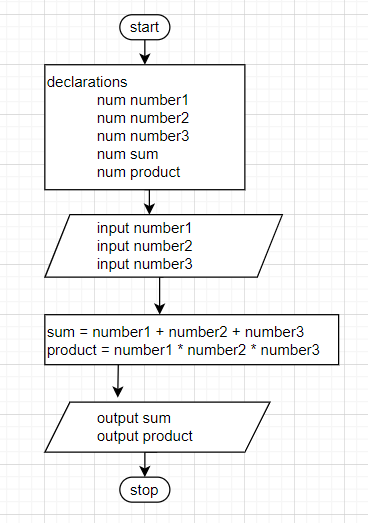 start
declarations
num number1
num number2
num number3
num sum
num product
input number1
input number2
input number3
sum = number1 + number2 + number3
product = number1 * number2 * number3
output sum
output product
stop